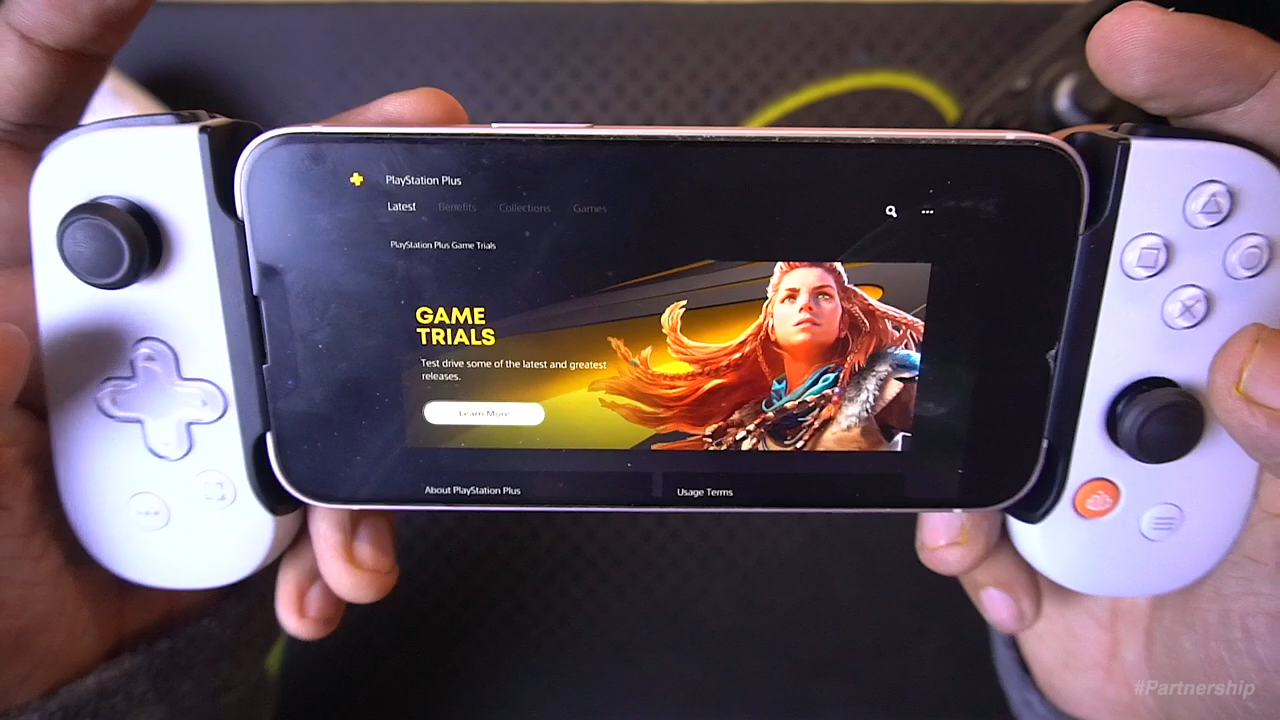 PlayStation Plus
Latest Benefits Collections Games
PlayStation Plus Game Trials
GAME
TRIALS
Test drive some of the latest and greatest
releases.
Learn More
About PlayStation Plus
Usage Terms
#Partnership